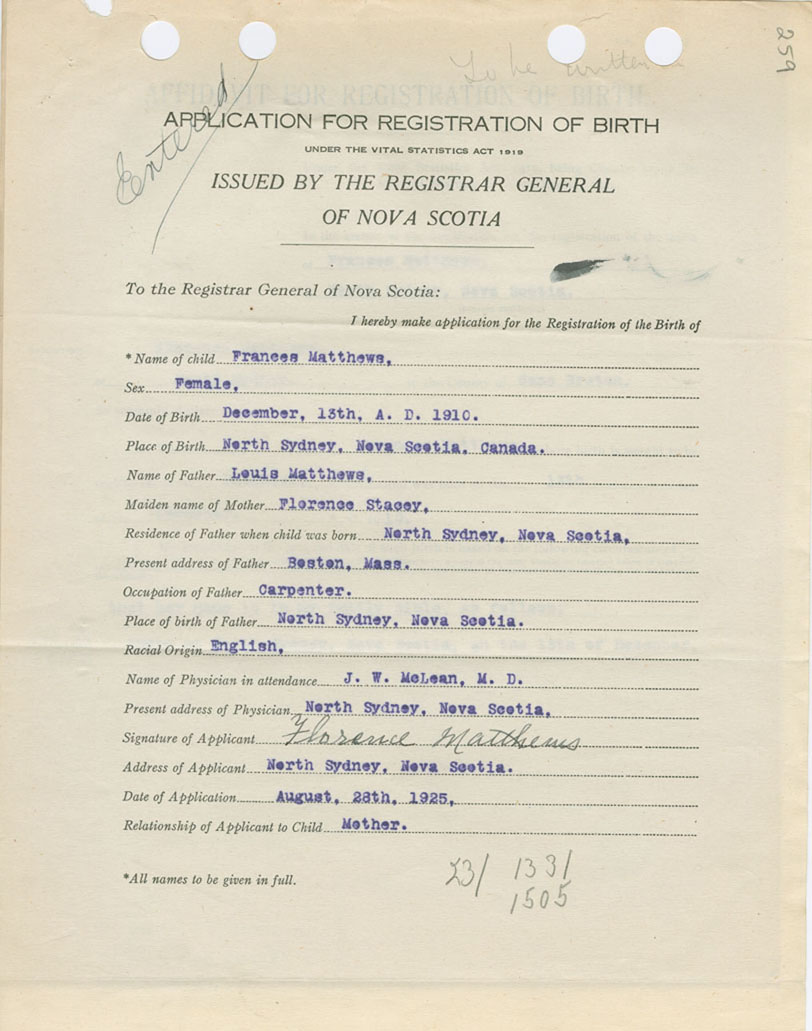 259
To be written
Entered
APPLICATION FOR REGISTRATION OF BIRTH
UNDER THE VITAL STATISTICS ACT 1919
ISSUED BY THE REGISTRAR GENERAL
OF NOVA SCOTIA
To the Registrar General of Nova Scotia:
I hereby make application for the Registration of the Birth of
* Name of child Frances Matthews,
Sex Female,
Date of Birth December, 13th, A. D. 1910.
Place of Birth North Sydney, Nova Scotia, Canada.
Name of Father Louis Matthews,
Maiden name of Mother Florence Stacey,
Residence of Father when child was born North Sydney, Nova Scotia,
Present address of Father Boston, Mass.
Occupation of Father Carpenter.
Place of birth of Father North Sydney, Nova Scotia.
Racial Origin English,
Name of Physician in attendance J. W. McLean, M. D.
Present address of Physician North Sydney, Nova Scotia,
Signature of Applicant Florence Matthews
Address of Applicant North Sydney, Nova Scotia.
Date of Application August, 28th, 1925,
Relationship of Applicant to Child Mother.
*All names to be given in full.
23/ 133/
1505